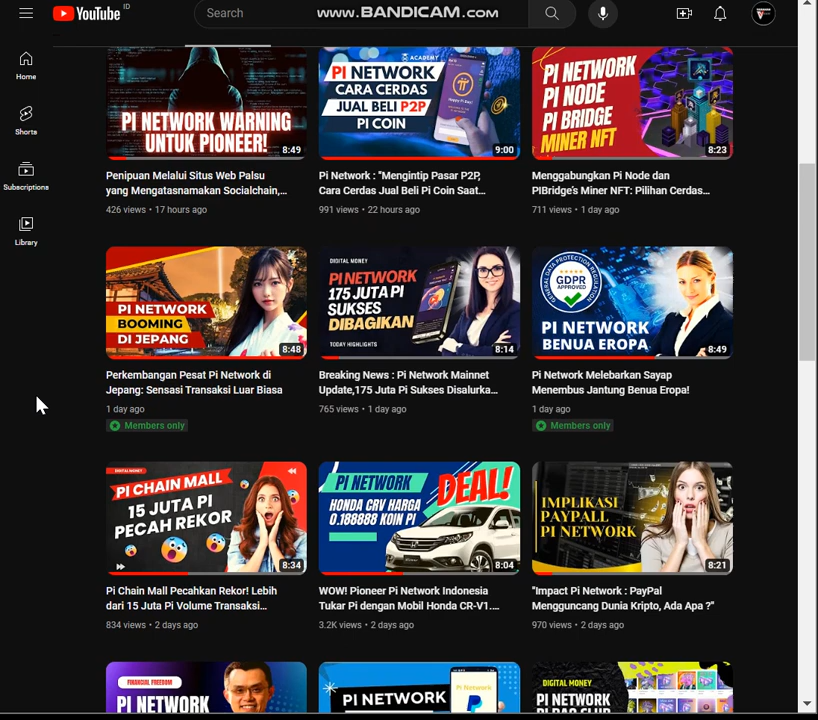 YouTube ID
Search
www.BANDICAM.com
Home
Shorts
Subscriptions
Library
PI NETWORK WARNING
UNTUK PIONEER!
8:49
Penipuan Melalui Situs Web Palsu
yang Mengatasnamakan Socialchain,...
426 views • 17 hours ago
ACADEMY
PI NETWORK
CARA CERDAS
JUAL BELI P2P
PI COIN
9:00
Pi Network : "Mengintip Pasar P2P,
Cara Cerdas Jual Beli Pi Coin Saat...
991 views • 22 hours ago
PI NETWORK
PI NODE
PI BRIDGE
MINER NFT
8:23
Menggabungkan Pi Node dan
PIBridge's Miner NFT: Pilihan Cerdas...
711 views • 1 day ago
PI NETWORK
BOOMING
DI JEPANG
8:48
Perkembangan Pesat Pi Network di
Jepang: Sensasi Transaksi Luar Biasa
1 day ago
Members only
DIGITAL MONEY
PI NETWORK
175 JUTA PI
SUKSES
DIBAGIKAN
TODAY HIGHLIGHTS
8:14
Breaking News : Pi Network Mainnet
Update,175 Juta Pi Sukses Disalurka...
765 views • 1 day ago
GENERAL DATA PROTECTION REGULATION
GDPR
APPROVED
PI NETWORK
BENUA EROPA
8:49
Pi Network Melebarkan Sayap
Menembus Jantung Benua Eropa!
1 day ago
Members only
DIGITAL MONEY
PI CHAIN MALL
15 JUTA PI
PECAH REKOR
8:34
Pi Chain Mall Pecahkan Rekor! Lebih
dari 15 Juta Pi Volume Transaksi...
834 views • 2 days ago
PI NETWORK
DEAL!
HONDA CRV HARGA
0.188888 KOIN PI
8:04
WOW! Pioneer Pi Network Indonesia
Tukar Pi dengan Mobil Honda CR-V1....
3.2K views • 2 days ago
IMPLIKASI
PAYPALL
PI NETWORK
8:21
"Impact Pi Network : PayPal
Mengguncang Dunia Kripto, Ada Apa ?"
970 views • 2 days ago
FINANCIAL FREEDOM
PI NETWORK
PI NETWORK
DIGITAL MONEY
PI NETWORK